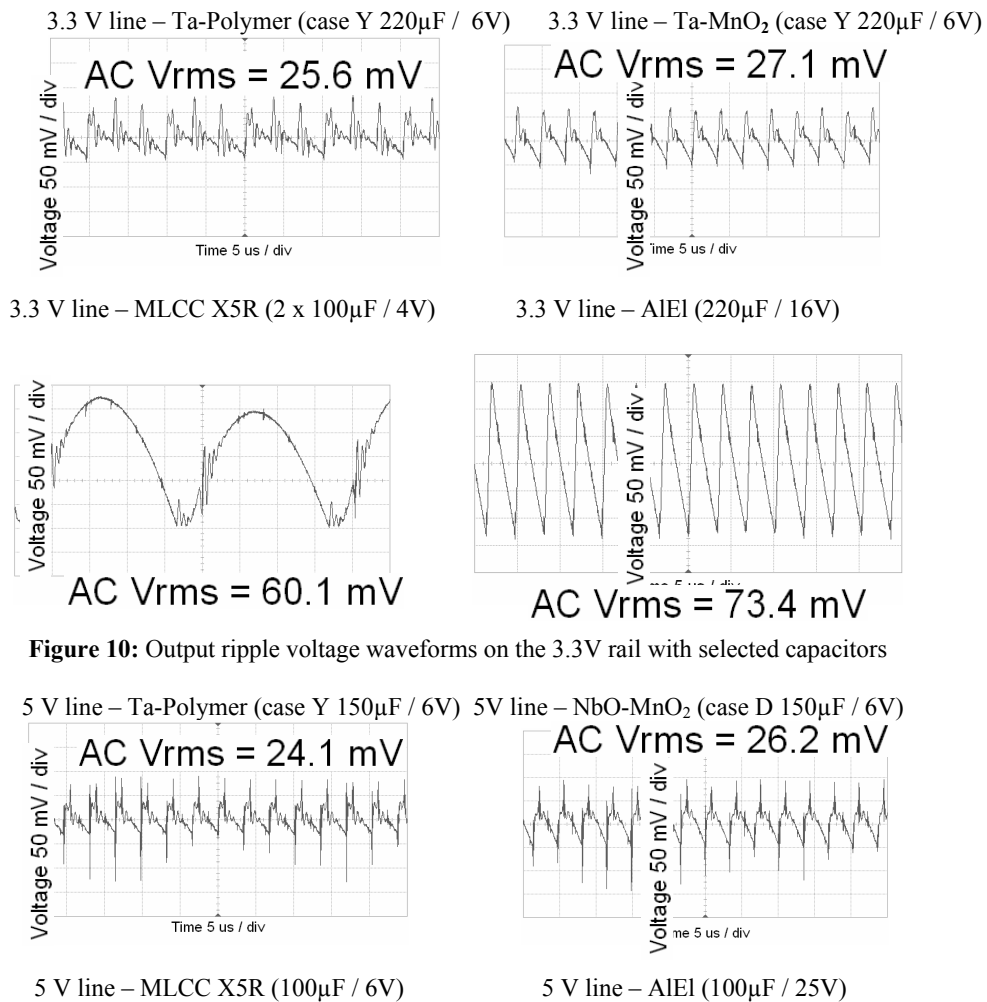 3.3 V line – Ta-Polymer (case Y 220µF / 6V) 3.3 V line – Ta-MnO₂ (case Y 220µF / 6V)
AC Vrms = 25.6 mV
Voltage 50 mV / div
Time 5 us / div
AC Vrms = 27.1 mV
Voltage 50 mV / div
ime 5 us / div
3.3 V line – MLCC X5R (2 x 100µF / 4V) 3.3 V line – AlEl (220µF / 16V)
Voltage 50 mV / div
AC Vrms = 60.1 mV
Voltage 50 mV / div
AC Vrms = 73.4 mV
Figure 10: Output ripple voltage waveforms on the 3.3V rail with selected capacitors
5 V line – Ta-Polymer (case Y 150µF / 6V) 5V line – NbO-MnO₂ (case D 150µF / 6V)
AC Vrms = 24.1 mV
Voltage 50 mV / div
Time 5 us / div
AC Vrms = 26.2 mV
Voltage 50 mV / div
me 5 us / div
5 V line – MLCC X5R (100µF / 6V) 5 V line – AlEl (100µF / 25V)